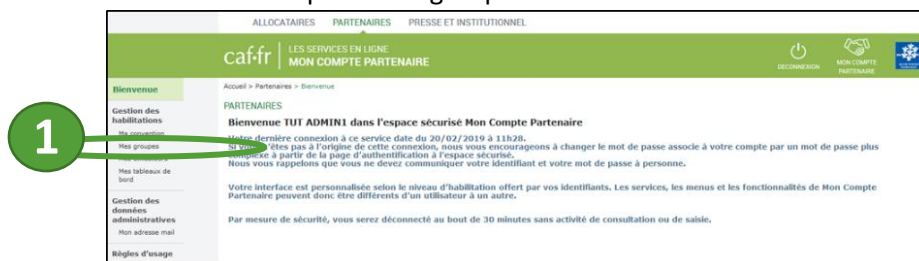 ALLOCATAIRES PARTENAIRES PRESSE ET INSTITUTIONNEL
caf.fr LES SERVICES EN LIGNE
MON COMPTE PARTENAIRE
DECONNEXION
MON COMPTE PARTENAIRE
Bienvenue
Gestion des habilitations
Ma convention
Mes groupes
Mes tableaux de bord
Gestion des données administratives
Mon adresse mail
Règles d'usage
1
Accueil > Partenaires > Bienvenue
PARTENAIRES
Bienvenue TUT ADMIN1 dans l'espace sécurisé Mon Compte Partenaire
Votre dernière connexion à ce service date du 20/02/2019 à 11h28.
Si vous n'êtes pas à l'origine de cette connexion, nous vous encourageons à changer le mot de passe associé à votre compte par un mot de passe plus
complexe à partir de la page d'authentification à l'espace sécurisé.
Nous vous rappelons que vous ne devez communiquer votre identifiant et votre mot de passe à personne.
Votre interface est personnalisée selon le niveau d'habilitation offert par vos identifiants. Les services, les menus et les fonctionnalités de Mon Compte
Partenaire peuvent donc être différents d'un utilisateur à un autre.
Par mesure de sécurité, vous serez déconnecté au bout de 30 minutes sans activité de consultation ou de saisie.